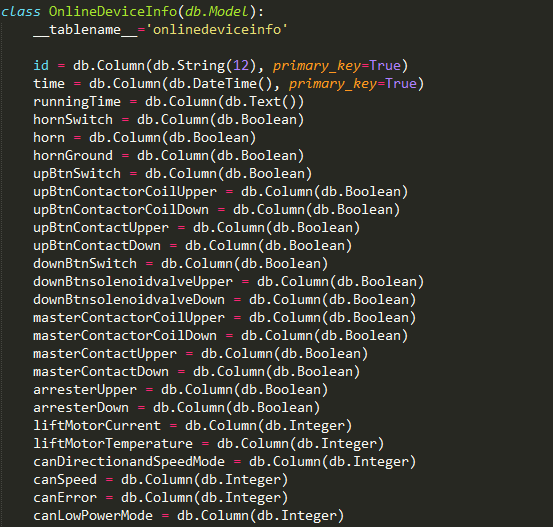 class OnlineDeviceInfo(db.Model):
    __tablename__='onlinedeviceinfo'
    id = db.Column(db.String(12), primary_key=True)
    time = db.Column(db.DateTime(), primary_key=True)
    runningTime = db.Column(db.Text())
    hornSwitch = db.Column(db.Boolean)
    horn = db.Column(db.Boolean)
    hornGround = db.Column(db.Boolean)
    upBtnSwitch = db.Column(db.Boolean)
    upBtnContactorCoilUpper = db.Column(db.Boolean)
    upBtnContactorCoilDown = db.Column(db.Boolean)
    upBtnContactUpper = db.Column(db.Boolean)
    upBtnContactDown = db.Column(db.Boolean)
    downBtnSwitch = db.Column(db.Boolean)
    downBtnsolenoidvalveUpper = db.Column(db.Boolean)
    downBtnsolenoidvalveDown = db.Column(db.Boolean)
    masterContactorCoilUpper = db.Column(db.Boolean)
    masterContactorCoilDown = db.Column(db.Boolean)
    masterContactUpper = db.Column(db.Boolean)
    masterContactDown = db.Column(db.Boolean)
    arresterUpper = db.Column(db.Boolean)
    arresterDown = db.Column(db.Boolean)
    liftMotorCurrent = db.Column(db.Integer)
    liftMotorTemperature = db.Column(db.Integer)
    canDirectionandSpeedMode = db.Column(db.Integer)
    canSpeed = db.Column(db.Integer)
    canError = db.Column(db.Integer)
    canLowPowerMode = db.Column(db.Integer)